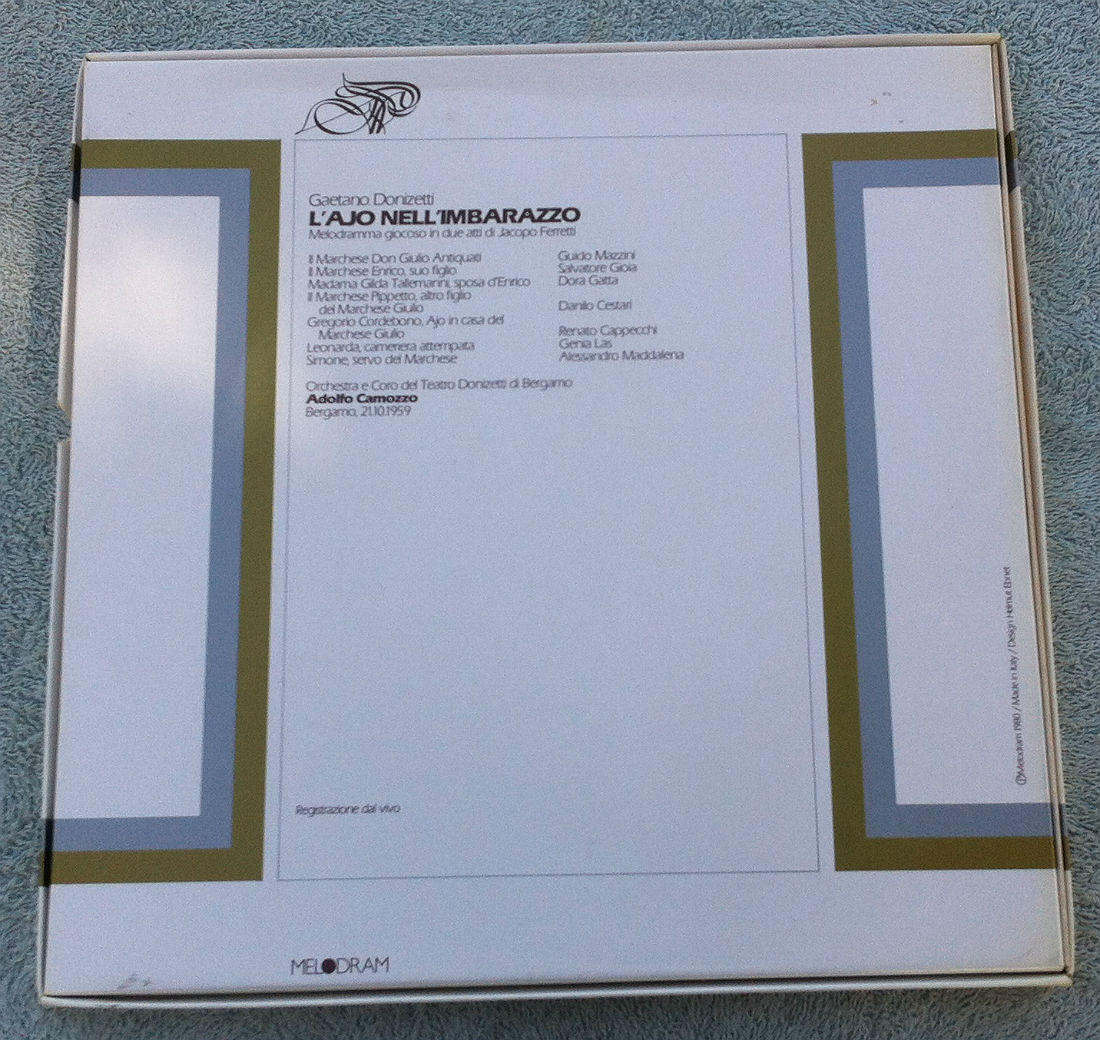 Gaetano Donizetti
L'AJO NELL'IMBARAZZO
Melodramma giocoso in due atti di Jacopo Ferretti
Il Marchese Don Giulio Antiquati Guido Mazzini
Il Marchese Enrico, suo figlio Salvatore Gioia
Madama Gilda Tallemanni, sposa d'Enrico Dora Gatta
Il Marchese Pippetto, altro figlio
del Marchese Giulio Danilo Cestari
Gregorio Cordebono, Ajo in casa del
Marchese Giulio Renato Cappecchi
Leonarda, cameriera attempata Genia Las
Simone, servo del Marchese Alessandro Maddalena
Orchestra e Coro del Teatro Donizetti di Bergamo
Adolfo Camozzo
Bergamo, 21.10.1959
Registrazione dal vivo
MELODRAM
℗Melodram 1980 / Made in Italy / Design Helmut Ebnet